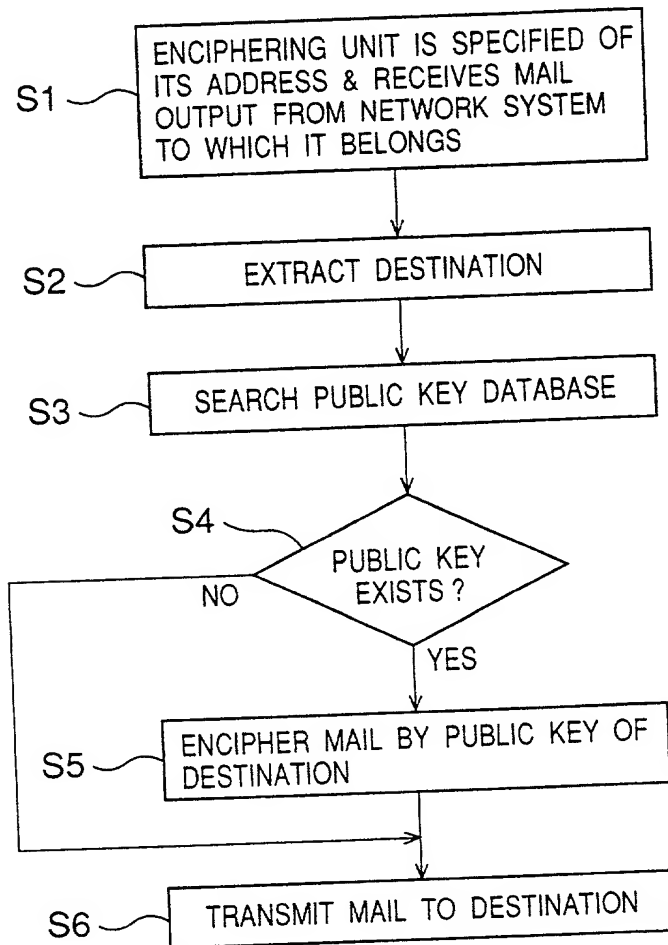 S1
ENCIPHERING UNIT IS SPECIFIED OF
ITS ADDRESS & RECEIVES MAIL
OUTPUT FROM NETWORK SYSTEM
TO WHICH IT BELONGS
S2
EXTRACT DESTINATION
S3
SEARCH PUBLIC KEY DATABASE
S4
PUBLIC KEY
EXISTS ?
NO
YES
S5
ENCIPHER MAIL BY PUBLIC KEY OF
DESTINATION
S6
TRANSMIT MAIL TO DESTINATION